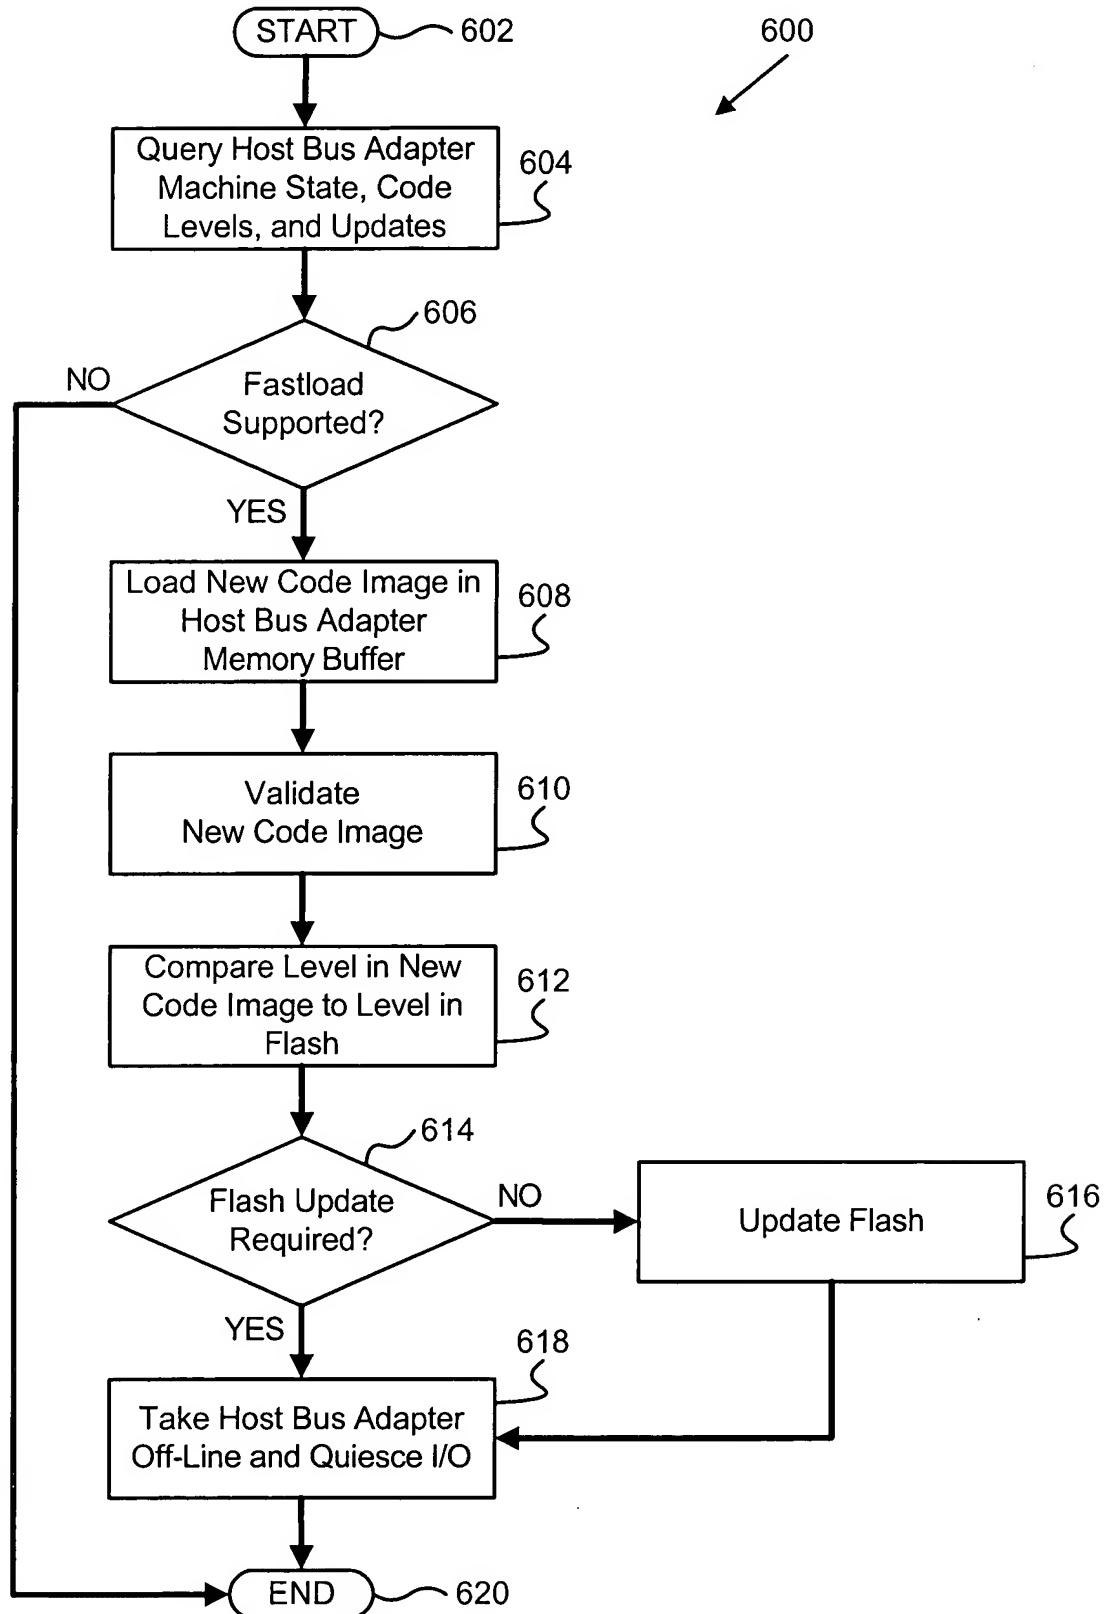 START
602
600
Query Host Bus Adapter
Machine State, Code
Levels, and Updates
604
606
NO
Fastload
Supported?
YES
Load New Code Image in
Host Bus Adapter
Memory Buffer
608
Validate
New Code Image
610
Compare Level in New
Code Image to Level in
Flash
612
614
Flash Update
Required?
NO
Update Flash
616
YES
618
Take Host Bus Adapter
Off-Line and Quiesce I/O
END
620